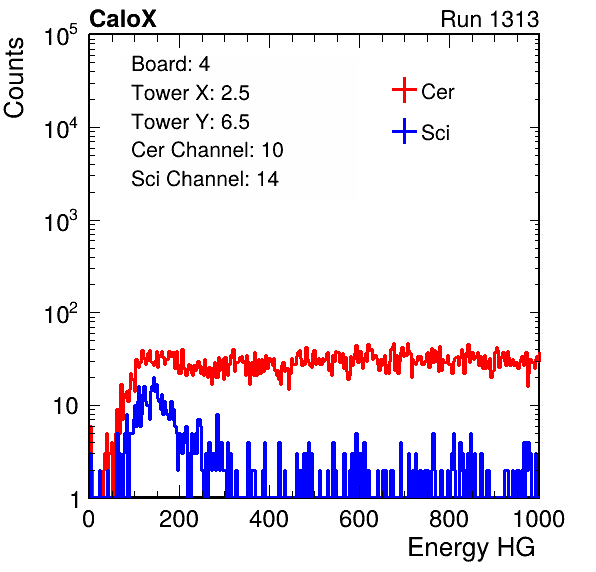 CaloX Run 1313
Counts
10^5
10^4
10^3
10^2
10
1
Board: 4
Tower X: 2.5
Tower Y: 6.5
Cer Channel: 10
Sci Channel: 14
Cer
Sci
0 200 400 600 800 1000
Energy HG